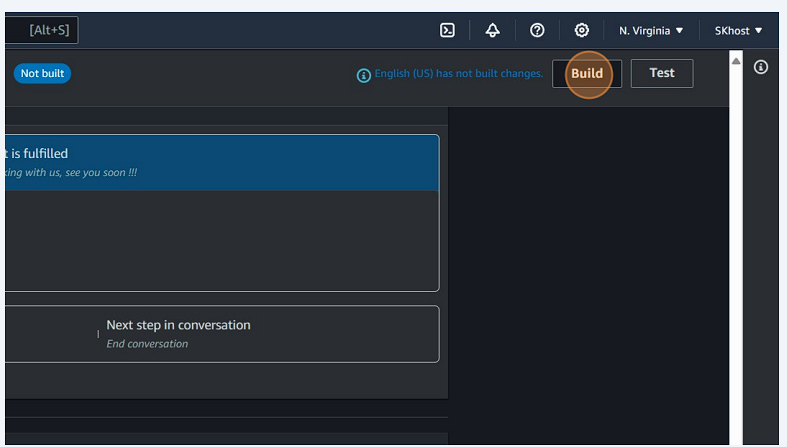 [Alt+S] N. Virginia ▼ SKhost ▼
Not built English (US) has not built changes. Build Test
is fulfilled
with us, see you soon !!!
Next step in conversation
End conversation